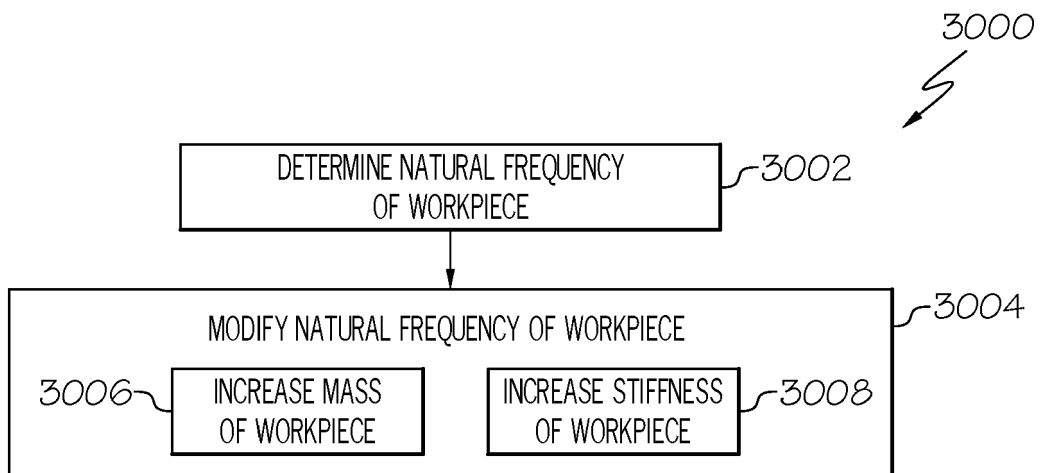 3000
DETERMINE NATURAL FREQUENCY
OF WORKPIECE
3002
MODIFY NATURAL FREQUENCY OF WORKPIECE
3004
3006
INCREASE MASS
OF WORKPIECE
INCREASE STIFFNESS
OF WORKPIECE
3008